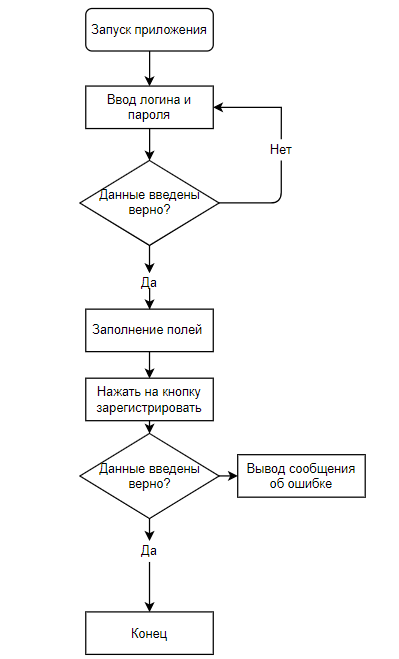 Запуск приложения
Ввод логина и
пароля
Нет
Данные введены
верно?
Да
Заполнение полей
Нажать на кнопку
зарегистрировать
Данные введены
верно?
Вывод сообщения
об ошибке
Да
Конец